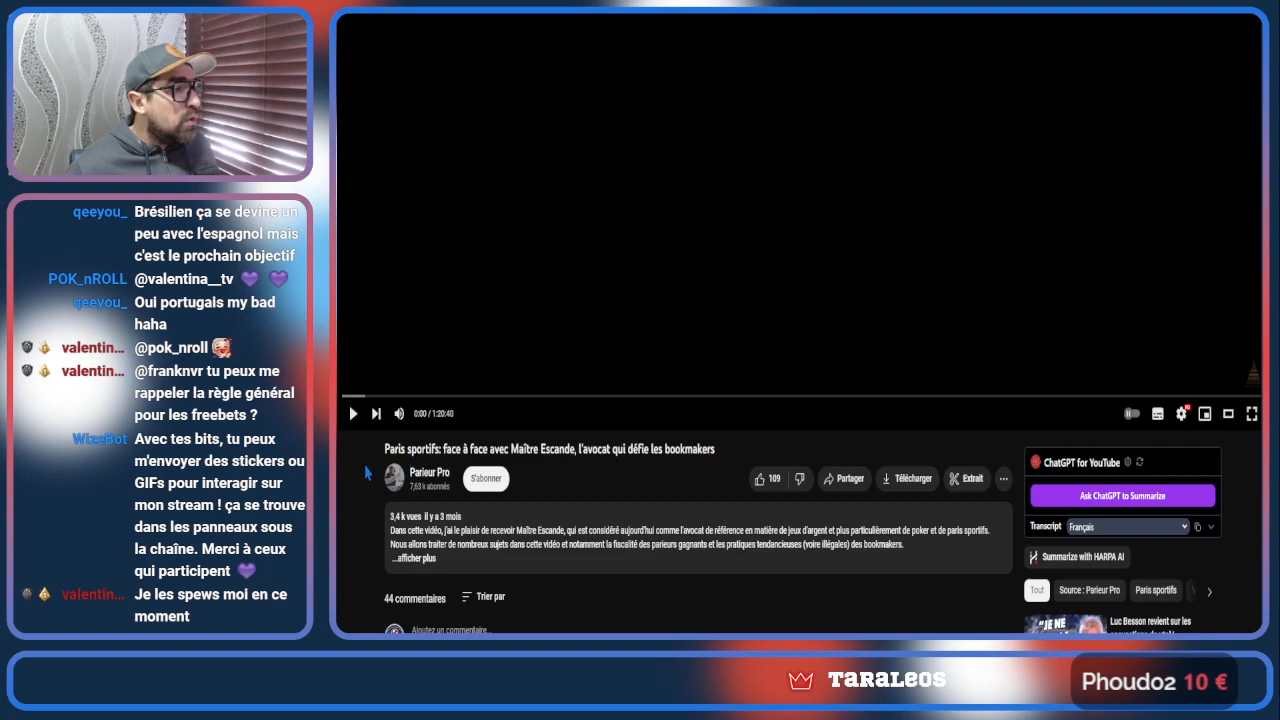 qeeyou_ Brésilien ça se devine un
peu avec l'espagnol mais
c'est le prochain objectif
POK_nROLL @valentina__tv
qeeyou_ Oui portugais my bad
haha
valentin... @pok_nroll
valentin... @franknvr tu peux me
rappeler la règle général
pour les freebets ?
WizeBot Avec tes bits, tu peux
m'envoyer des stickers ou
GIFs pour interagir sur
mon stream ! ça se trouve
dans les panneaux sous
la chaîne. Merci à ceux
qui participent
valentin... Je les spews moi en ce
moment
0:00 / 1:20:40
Paris sportifs: face à face avec Maître Escande, l'avocat qui défie les bookmakers
Parieur Pro
7,63 k abonnés
S'abonner
109
Partager
Télécharger
Extrait
...
3,4 k vues il y a 3 mois
Dans cette vidéo, j'ai le plaisir de recevoir Maître Escande, qui est considéré aujourd'hui comme l'avocat de référence en matière de jeux d'argent et plus particulièrement de poker et de paris sportifs.
Nous allons traiter de nombreux sujets dans cette vidéo et notamment la fiscalité des parieurs gagnants et les pratiques tendancieuses (voire illégales) des bookmakers.
...afficher plus
44 commentaires
Trier par
Ajoutez un commentaire...
ChatGPT for YouTube
Ask ChatGPT to Summarize
Transcript Français
Summarize with HARPA AI
Tout
Source : Parieur Pro
Paris sportifs
"JE NE
Luc Besson revient sur les
TARALEOS
Phoudo2 10 €